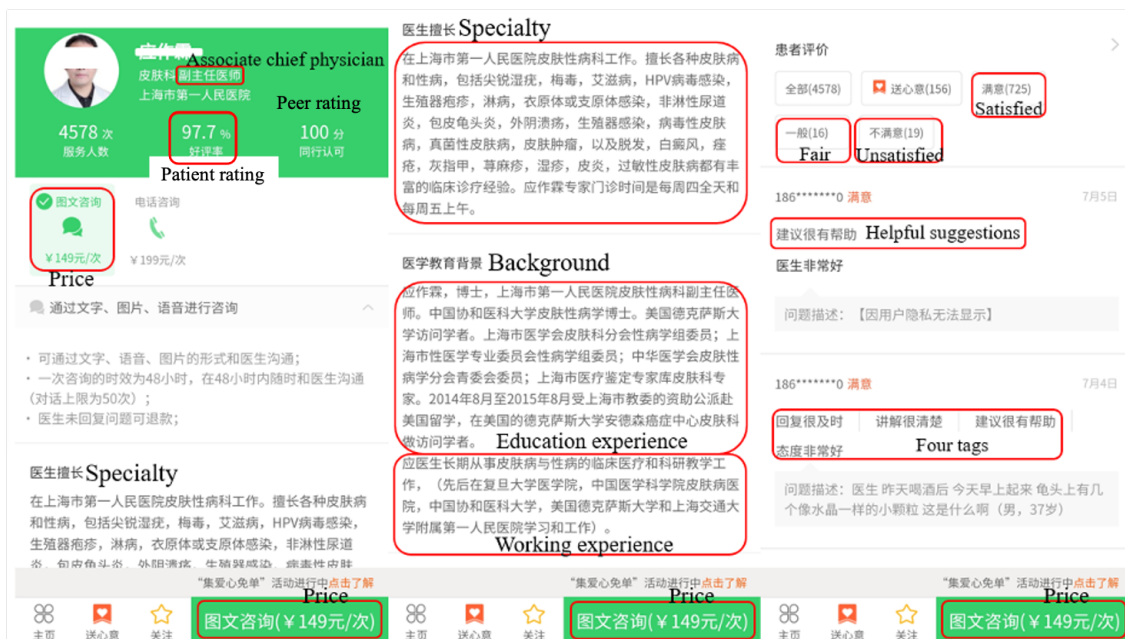 Associate chief physician
皮肤科 副主任医师
上海市第一人民医院
Peer rating
4578 次
97.7 %
100 分
服务人数
好评率
同行认可
Patient rating
图文咨询
电话咨询
¥149元/次
¥199元/次
Price
通过文字、图片、语音进行咨询
· 可通过文字、语音、图片的形式和医生沟通；
· 一次咨询的时效为48小时，在48小时内随时和医生沟通
（对话上限为50次）；
· 医生未回复问题可退款；
医生擅长 Specialty
在上海市第一人民医院皮肤性病科工作。擅长各种皮肤病
和性病，包括尖锐湿疣，梅毒，艾滋病，HPV病毒感染，
生殖器疱疹，淋病，衣原体或支原体感染，非淋性尿道
炎，包皮龟头炎，外阴溃疡，生殖器感染，病毒性皮肤
“集爱心免单”活动进行中点击了解
Price
主页
送心意
关注
图文咨询(¥149元/次)
医生擅长 Specialty
在上海市第一人民医院皮肤性病科工作。擅长各种皮肤病
和性病，包括尖锐湿疣，梅毒，艾滋病，HPV病毒感染，
生殖器疱疹，淋病，衣原体或支原体感染，非淋性尿道
炎，包皮龟头炎，外阴溃疡，生殖器感染，病毒性皮肤
病，真菌性皮肤病，皮肤肿瘤，以及脱发，白癜风，痤
疮，灰指甲，荨麻疹，湿疹，皮炎，过敏性皮肤病都有丰
富的临床诊疗经验。应作霖专家门诊时间是每周四全天和
每周五上午。
医学教育背景 Background
应作霖，博士，上海市第一人民医院皮肤性病科副主任医
师。中国协和医科大学皮肤性病学博士。美国德克萨斯大
学访问学者。上海市医学会皮肤科分会性病学组委员；上
海市性医学专业委员会性病学组委员；中华医学会皮肤性
病学分会青委会委员；上海市医疗鉴定专家库皮肤科专
家。2014年8月至2015年8月受上海市教委的资助公派赴
美国留学，在美国的德克萨斯大学安德森癌症中心皮肤科
做访问学者。
Education experience
应医生长期从事皮肤病与性病的临床医疗和科研教学工
作，（先后在复旦大学医学院，中国医学科学院皮肤病医
院，中国协和医科大学，美国德克萨斯大学和上海交通大
学附属第一人民医院学习和工作）。
Working experience
“集爱心免单”活动进行中点击了解
Price
主页
送心意
关注
图文咨询(¥149元/次)
患者评价
全部(4578)
送心意(156)
满意(725)
Satisfied
一般(16)
不满意(19)
Fair
Unsatisfied
186*******0 满意
7月5日
建议很有帮助 Helpful suggestions
医生非常好
问题描述：【因用户隐私无法显示】
186*******0 满意
7月4日
回复很及时
讲解很清楚
建议很有帮助
Four tags
态度非常好
问题描述：医生 昨天喝酒后 今天早上起来 龟头上有几
个像水晶一样的小颗粒 这是什么啊（男，37岁）
“集爱心免单”活动进行中点击了解
Price
主页
送心意
关注
图文咨询(¥149元/次)